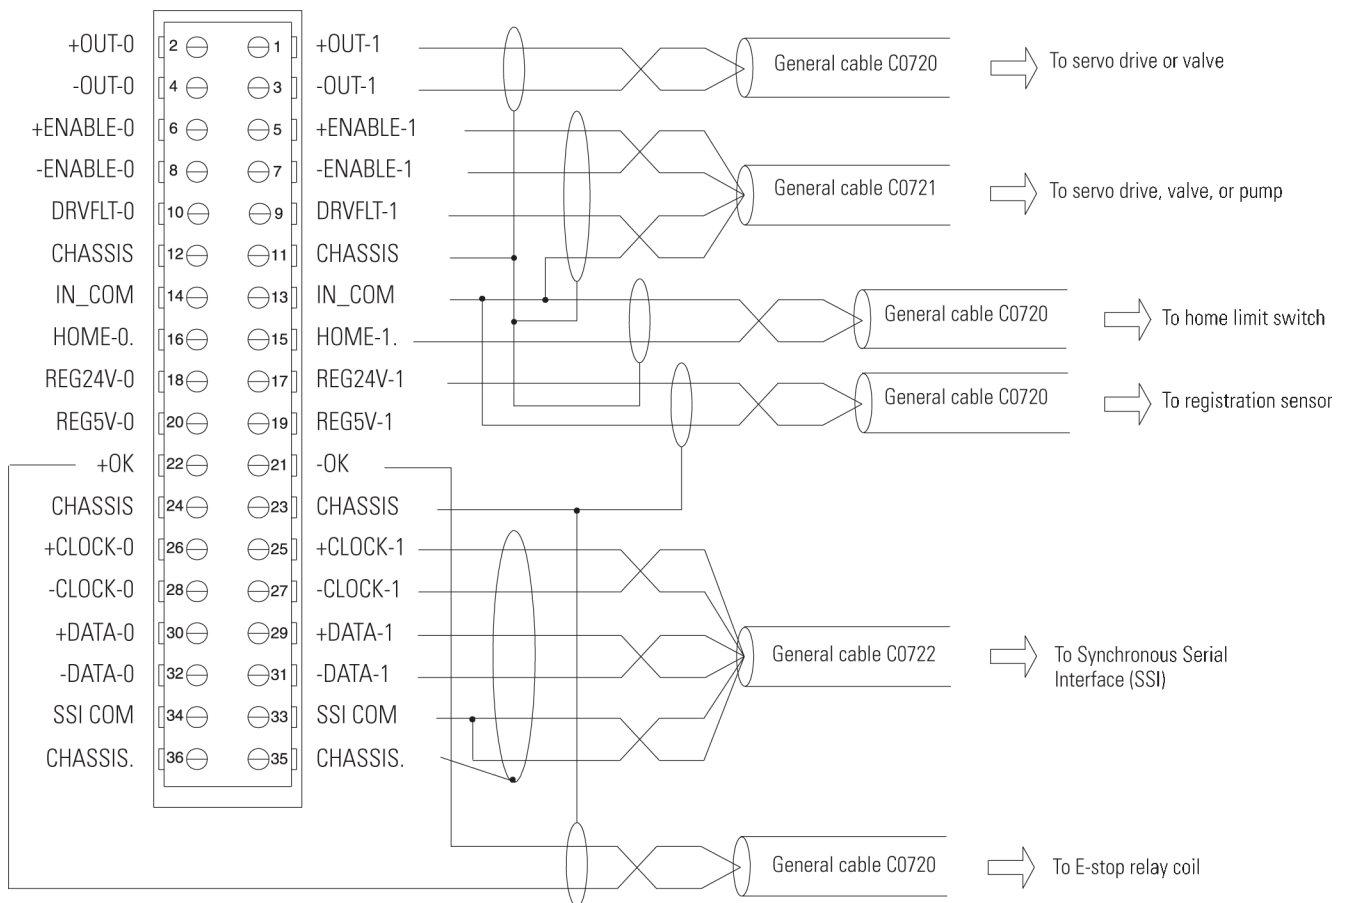 +OUT-0 2 1 +OUT-1
-OUT-0 4 3 -OUT-1
General cable C0720 To servo drive or valve
+ENABLE-0 6 5 +ENABLE-1
-ENABLE-0 8 7 -ENABLE-1
General cable C0721 To servo drive, valve, or pump
DRVFLT-0 10 9 DRVFLT-1
CHASSIS 12 11 CHASSIS
IN_COM 14 13 IN_COM
General cable C0720 To home limit switch
HOME-0. 16 15 HOME-1.
REG24V-0 18 17 REG24V-1
General cable C0720 To registration sensor
REG5V-0 20 19 REG5V-1
+OK 22 21 -OK
CHASSIS 24 23 CHASSIS
+CLOCK-0 26 25 +CLOCK-1
-CLOCK-0 28 27 -CLOCK-1
+DATA-0 30 29 +DATA-1
General cable C0722 To Synchronous Serial
Interface (SSI)
-DATA-0 32 31 -DATA-1
SSI COM 34 33 SSI COM
CHASSIS. 36 35 CHASSIS.
General cable C0720 To E-stop relay coil